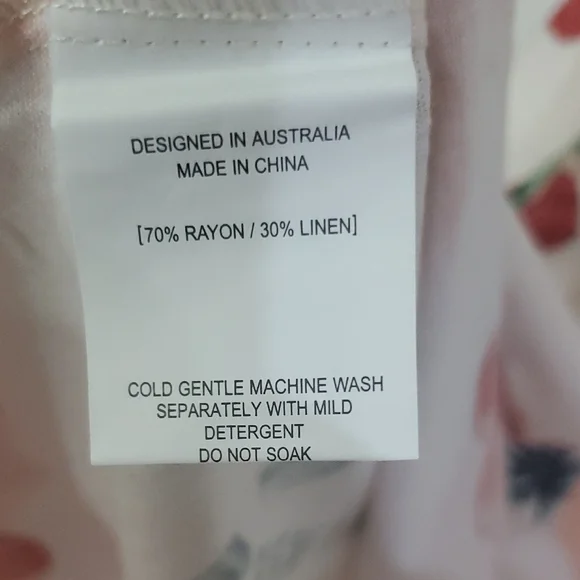 DESIGNED IN AUSTRALIA
MADE IN CHINA
[70% RAYON / 30% LINEN]
COLD GENTLE MACHINE WASH
SEPARATELY WITH MILD
DETERGENT
DO NOT SOAK